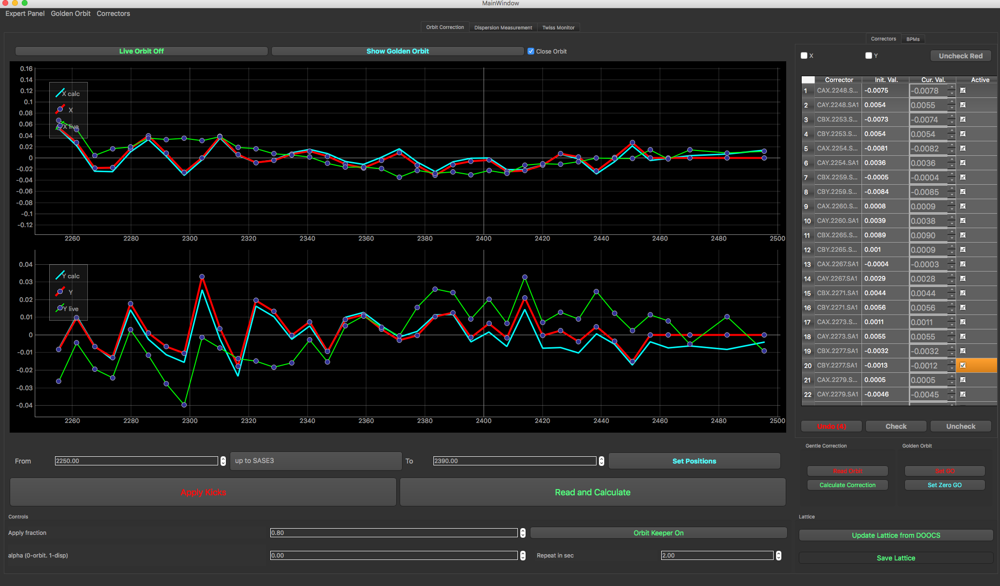 MainWindow
Expert Panel Golden Orbit Correctors
Orbit Correction Dispersion Measurement Twiss Monitor
Live Orbit Off Show Golden Orbit Close Orbit
0.16
0.14
0.12
0.1
0.08
0.06
0.04
0.02
0
-0.02
-0.04
-0.06
-0.08
-0.1
-0.12
X calc
X
X live
2260 2280 2300 2320 2340 2360 2380 2400 2420 2440 2460 2480 2500
0.04
0.03
0.02
0.01
0
-0.01
-0.02
-0.03
-0.04
Y calc
Y
Y live
2260 2280 2300 2320 2340 2360 2380 2400 2420 2440 2460 2480 2500
From 2250.00 up to SASE3 To 2390.00 Set Positions
Apply Kicks Read and Calculate
Controls
Apply fraction 0.80 Orbit Keeper On
alpha (0-orbit. 1-disp) 0.00 Repeat in sec 2.00
Correctors BPMs
X Y Uncheck Red
Corrector Init. Val. Cur. Val. Active
1 CAX.2248.S... -0.0075 -0.0078
2 CAY.2248.SA1 0.0054 0.0055
3 CBX.2253.S... -0.0073 -0.0074
4 CBY.2253.S... 0.0054 0.0054
5 CAX.2254.S... -0.0081 -0.0082
6 CAY.2254.SA1 0.0036 0.0036
7 CBX.2259.S... -0.0005 -0.0004
8 CBY.2259.S... -0.0084 -0.0085
9 CAX.2260.S... 0.0008 0.0009
10 CAY.2260.SA1 0.0039 0.0038
11 CBX.2265.S... 0.0089 0.0090
12 CBY.2265.S... 0.001 0.0009
13 CAX.2267.SA1 -0.0004 -0.0003
14 CAY.2267.SA1 0.0029 0.0028
15 CBX.2271.SA1 0.0044 0.0044
16 CBY.2271.SA1 0.0056 0.0056
17 CAX.2273.S... 0.0011 0.0011
18 CAY.2273.SA1 0.0055 0.0055
19 CBX.2277.SA1 -0.0032 -0.0032
20 CBY.2277.SA1 -0.0013 -0.0012
21 CAX.2279.S... 0.0005 0.0005
22 CAY.2279.SA1 -0.0046 -0.0045
Undo (4) Check Uncheck
Gentle Correction Golden Orbit
Read Orbit Set GO
Calculate Correction Set Zero GO
Lattice
Update Lattice from DOOCS
Save Lattice